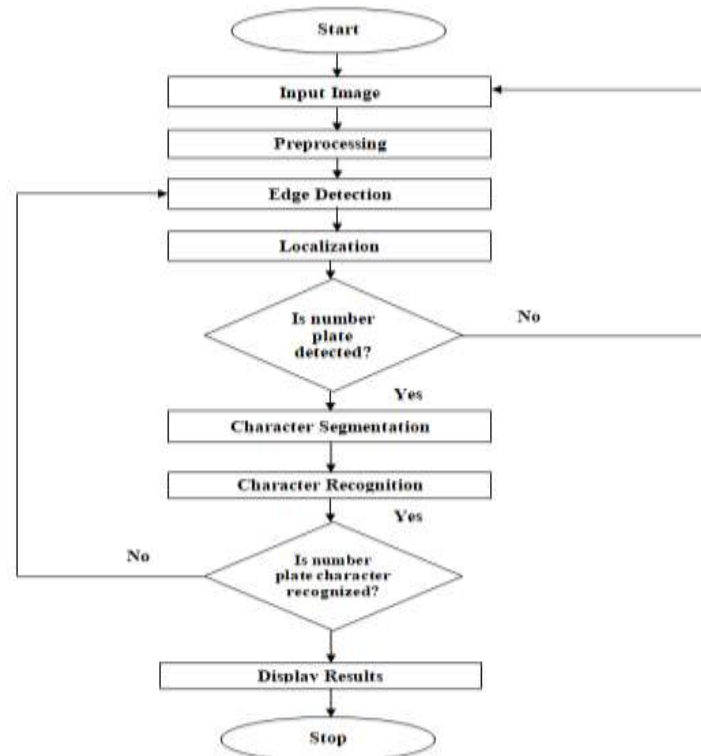 Start
Input Image
Preprocessing
Edge Detection
Localization
Is number
plate
detected?
No
Yes
Character Segmentation
Character Recognition
Yes
No
Is number
plate character
recognized?
Display Results
Stop